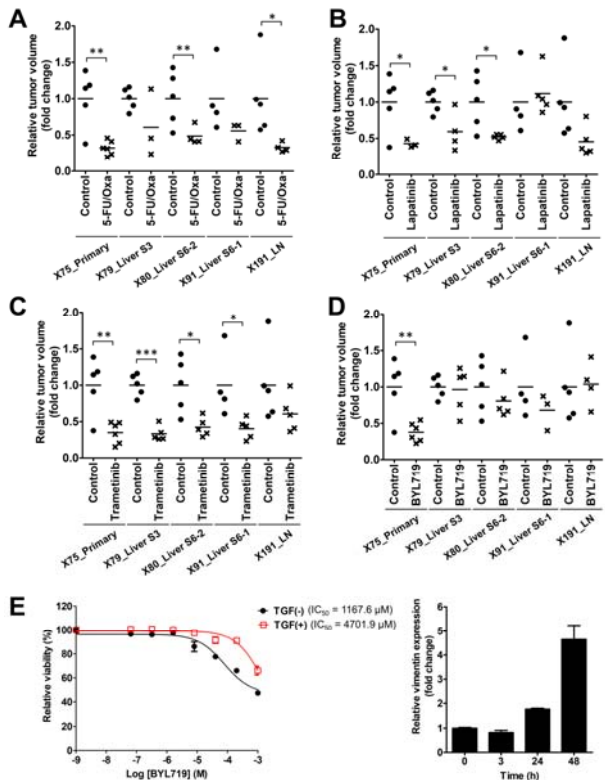 A
Relative tumor volume
(fold change)
2.0
1.5
1.0
0.5
0.0
** ** *
Control
5-FU/Oxa
Control
5-FU/Oxa
Control
5-FU/Oxa
Control
5-FU/Oxa
Control
5-FU/Oxa
X75_Primary
X79_Liver S3
X80_Liver S6-2
X91_Liver S6-1
X191_LN
B
Relative tumor volume
(fold change)
2.0
1.5
1.0
0.5
0.0
* * *
Control
Lapatinib
Control
Lapatinib
Control
Lapatinib
Control
Lapatinib
Control
Lapatinib
X75_Primary
X79_Liver S3
X80_Liver S6-2
X91_Liver S6-1
X191_LN
C
Relative tumor volume
(fold change)
2.0
1.5
1.0
0.5
0.0
** *** * *
Control
Trametinib
Control
Trametinib
Control
Trametinib
Control
Trametinib
Control
Trametinib
X75_Primary
X79_Liver S3
X80_Liver S6-2
X91_Liver S6-1
X191_LN
D
Relative tumor volume
(fold change)
2.0
1.5
1.0
0.5
0.0
**
Control
BYL719
Control
BYL719
Control
BYL719
Control
BYL719
Control
BYL719
X75_Primary
X79_Liver S3
X80_Liver S6-2
X91_Liver S6-1
X191_LN
E
Relative viability
(%)
120
100
80
60
40
20
0
-9 -8 -7 -6 -5 -4 -3
Log [BYL719] (M)
TGF(-) (IC50 = 1167.6 µM)
TGF(+) (IC50 = 4701.9 µM)
Relative vimentin expression
(fold change)
6
5
4
3
2
1
0
0 3 24 48
Time (h)